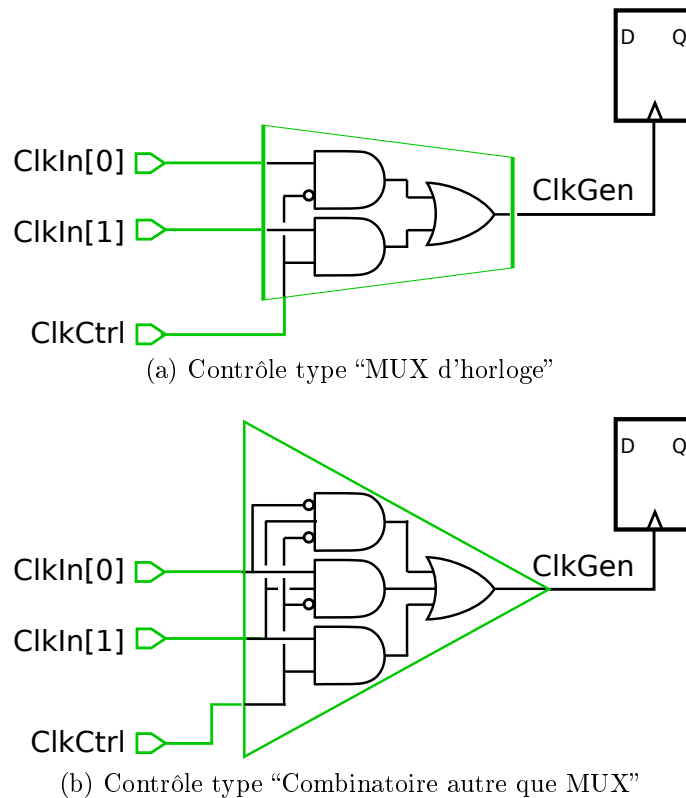 D Q
ClkIn[0]
ClkIn[1]
ClkGen
ClkCtrl
(a) Contrôle type “MUX d’horloge”
D Q
ClkIn[0]
ClkGen
ClkIn[1]
ClkCtrl
(b) Contrôle type “Combinatoire autre que MUX”